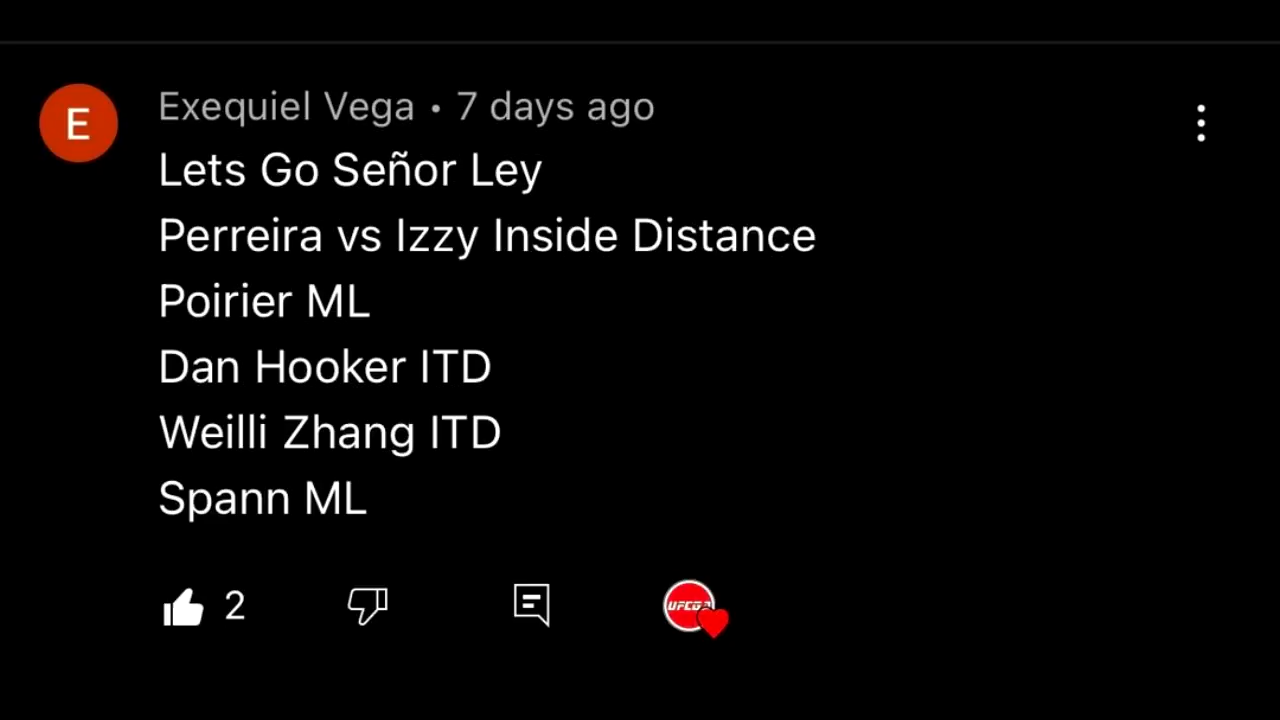 E
Exequiel Vega • 7 days ago
Lets Go Señor Ley
Perreira vs Izzy Inside Distance
Poirier ML
Dan Hooker ITD
Weilli Zhang ITD
Spann ML
2